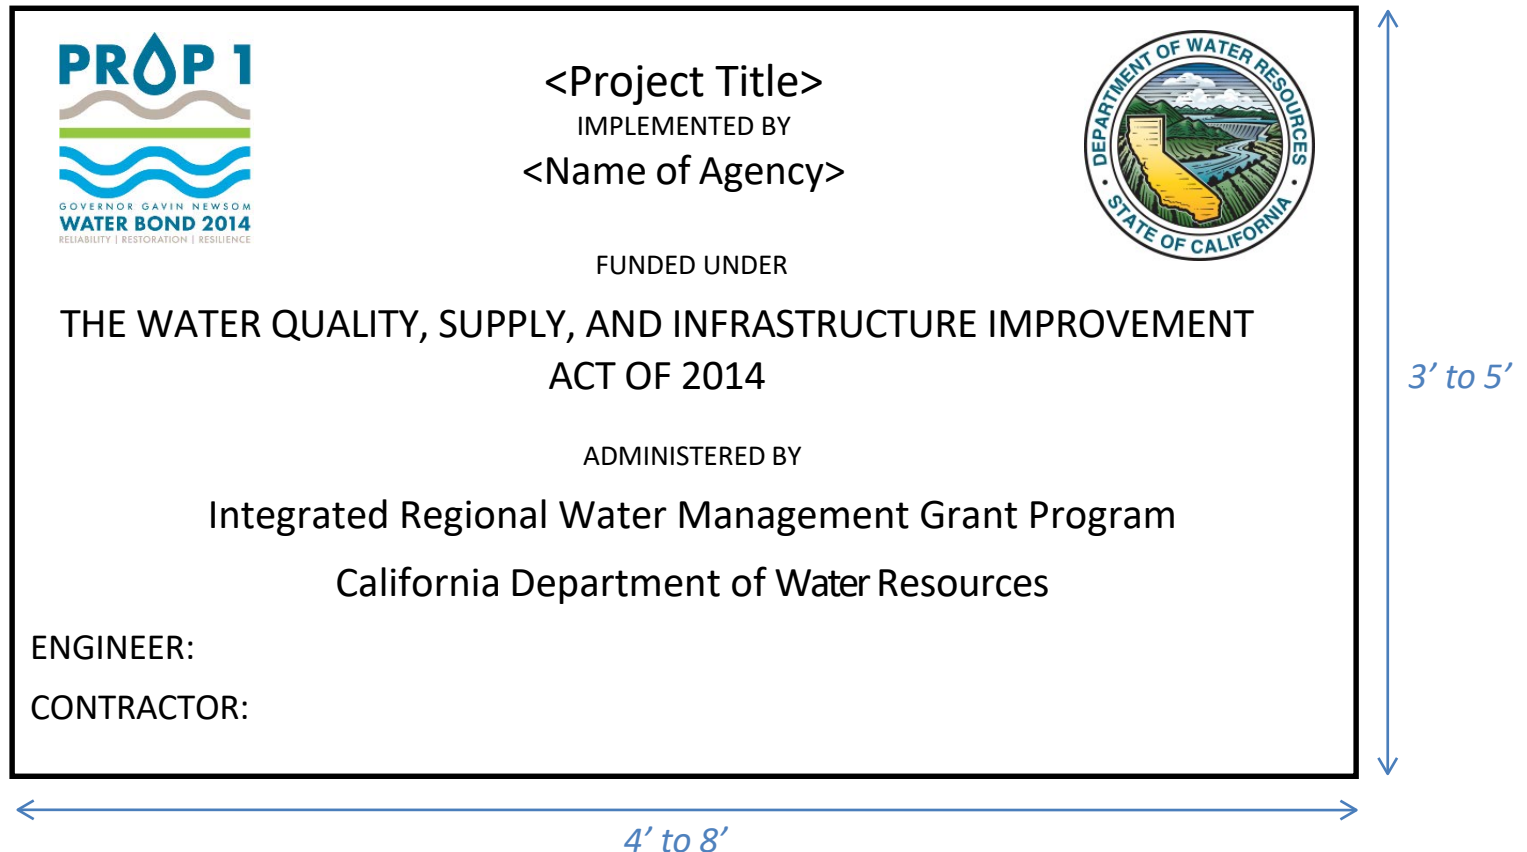 PROP 1
GOVERNOR GAVIN NEWSOM
WATER BOND 2014
RELIABILITY | RESTORATION | RESILIENCE
<Project Title>
IMPLEMENTED BY
<Name of Agency>
DEPARTMENT OF WATER RESOURCES
• STATE OF CALIFORNIA •
FUNDED UNDER
THE WATER QUALITY, SUPPLY, AND INFRASTRUCTURE IMPROVEMENT
ACT OF 2014
3’ to 5’
ADMINISTERED BY
Integrated Regional Water Management Grant Program
California Department of Water Resources
ENGINEER:
CONTRACTOR:
4’ to 8’